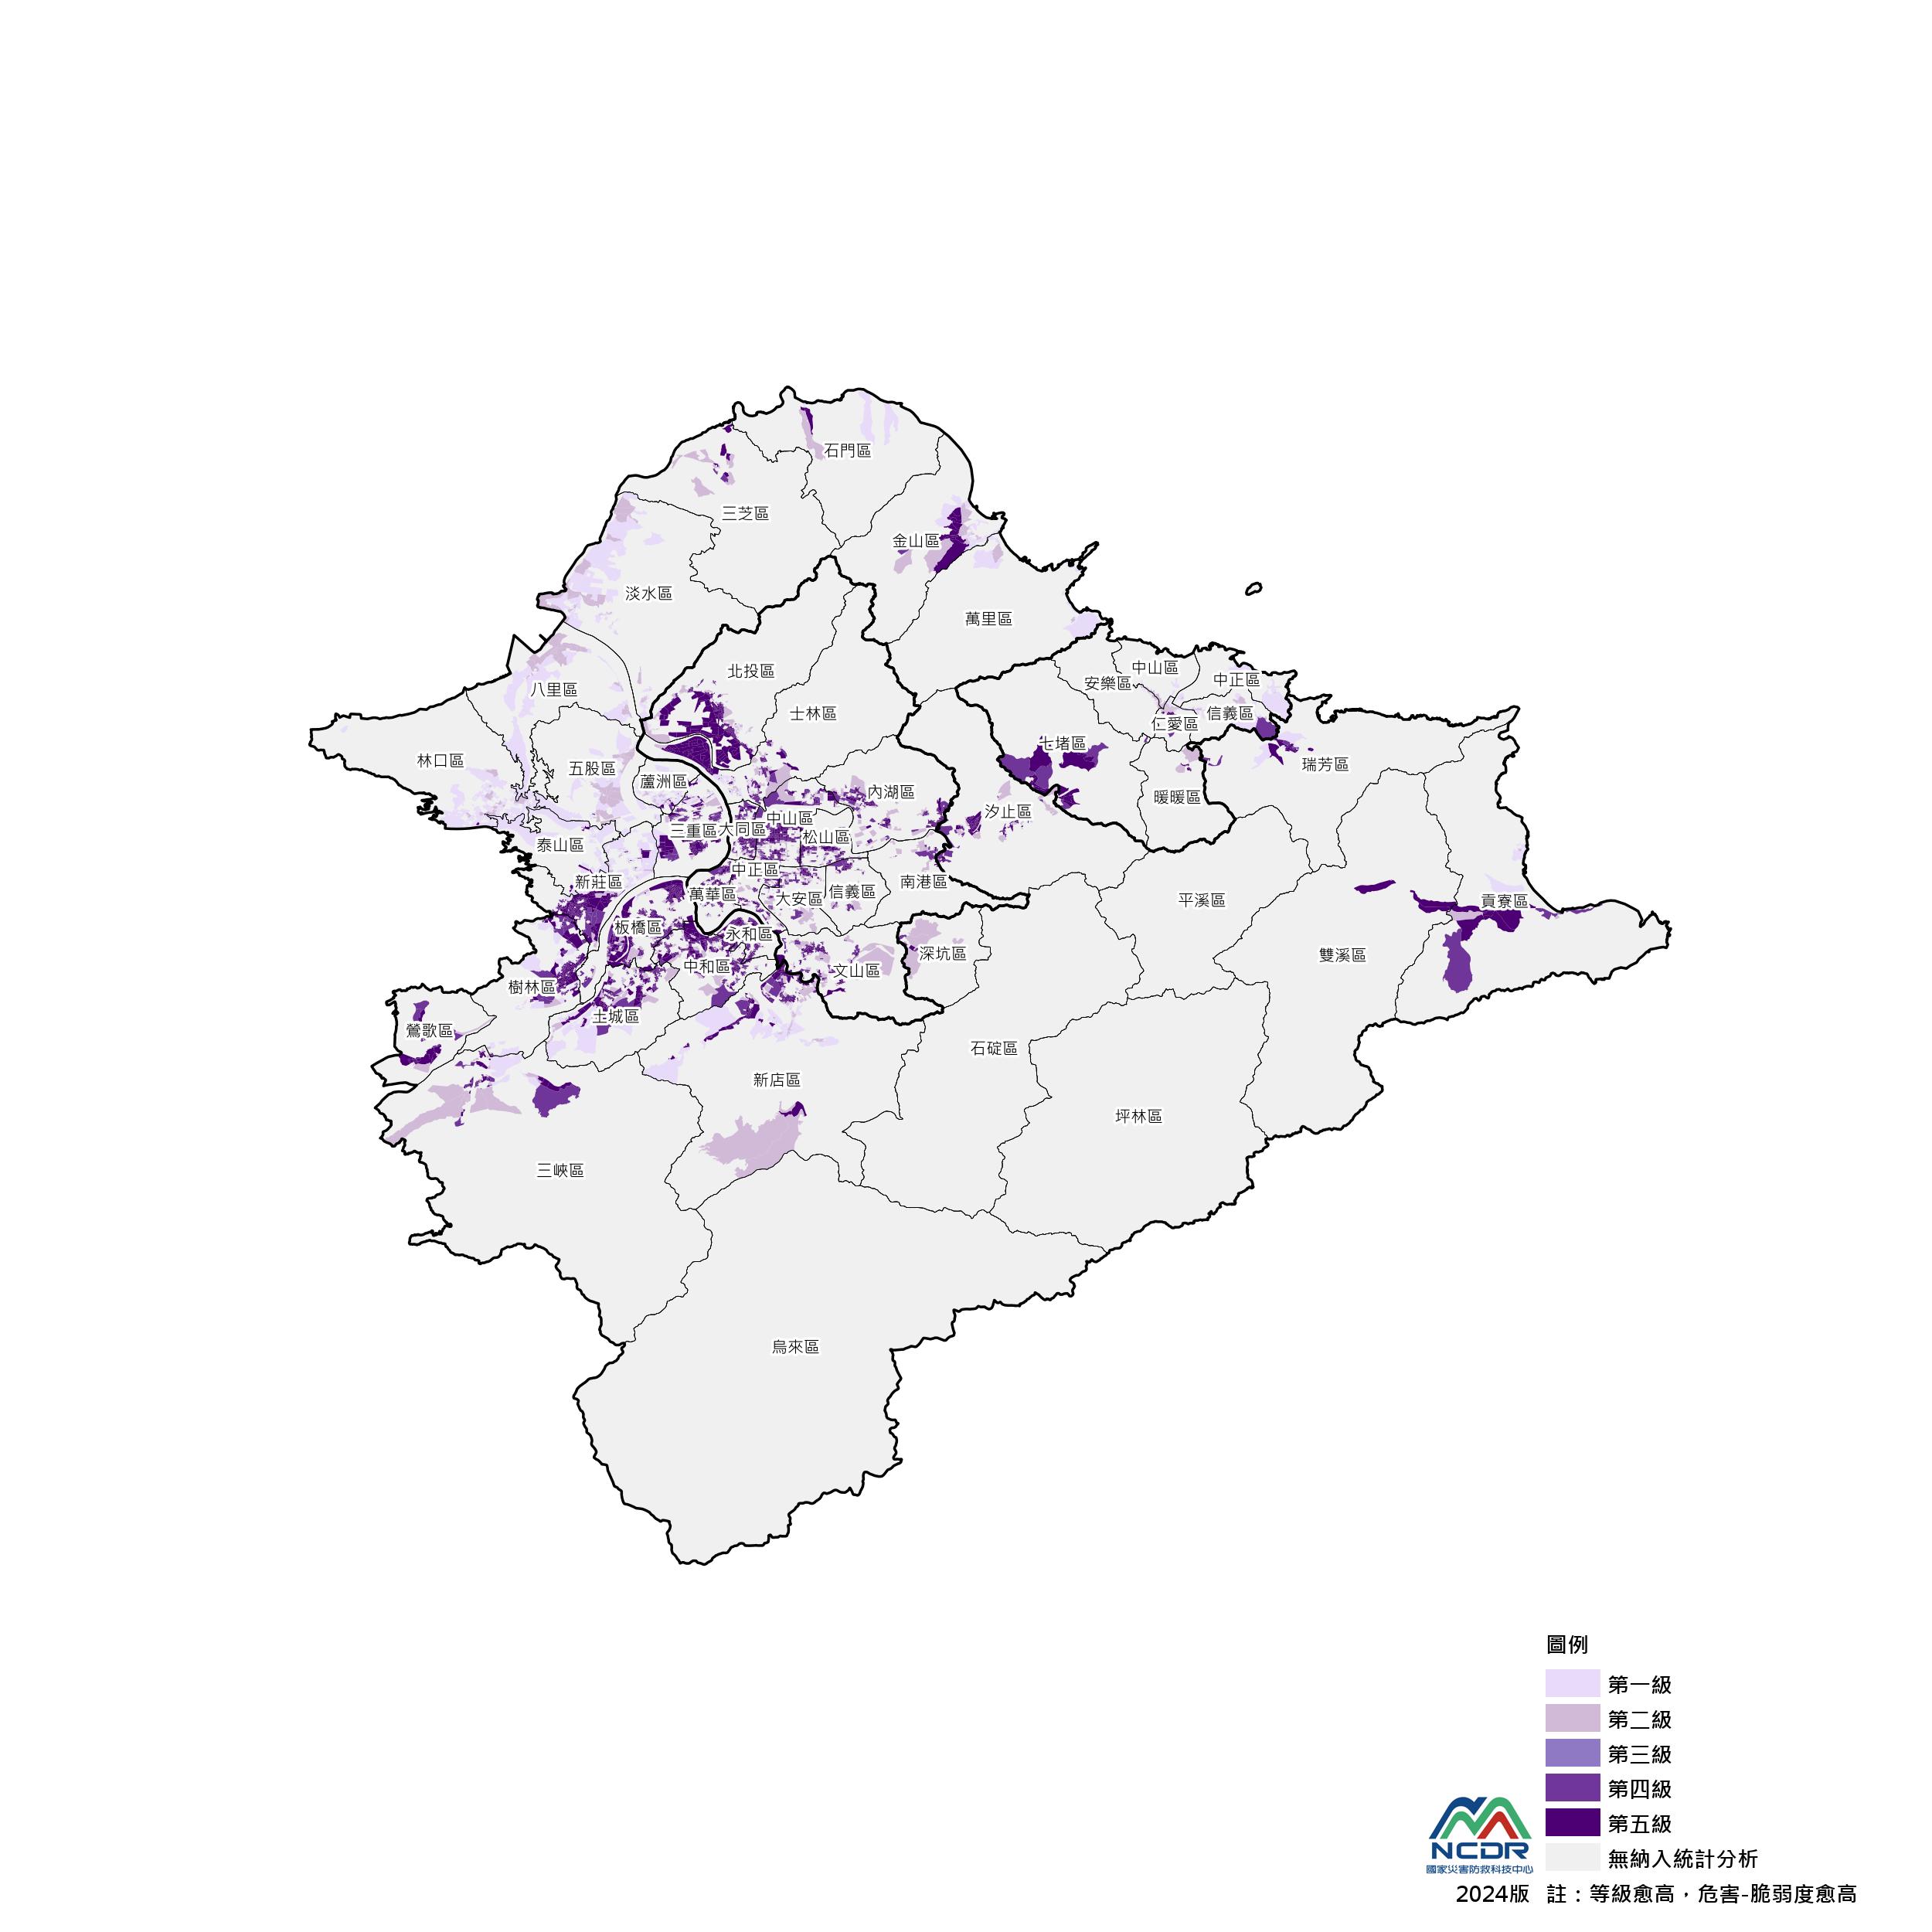 石門區
三芝區
金山區
淡水區
萬里區
北投區
中山區
中正區
安樂區
八里區
士林區
信義區
仁愛區
七堵區
林口區
五股區
瑞芳區
蘆洲區
內湖區
暖暖區
汐止區
中山區
三重區
大同區
松山區
泰山區
中正區
新莊區
南港區
萬華區
大安區
信義區
平溪區
貢寮區
板橋區
永和區
深坑區
雙溪區
中和區
文山區
樹林區
土城區
鶯歌區
石碇區
新店區
坪林區
三峽區
烏來區
圖例
第一級
第二級
第三級
第四級
第五級
無納入統計分析
NCDR
國家災害防救科技中心
2024版 註：等級愈高，危害-脆弱度愈高